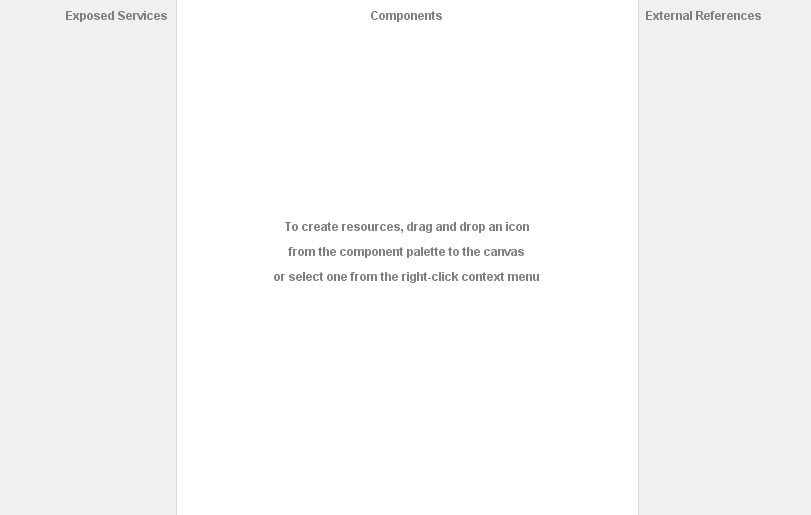 Exposed Services
Components
External References
To create resources, drag and drop an icon
from the component palette to the canvas
or select one from the right-click context menu